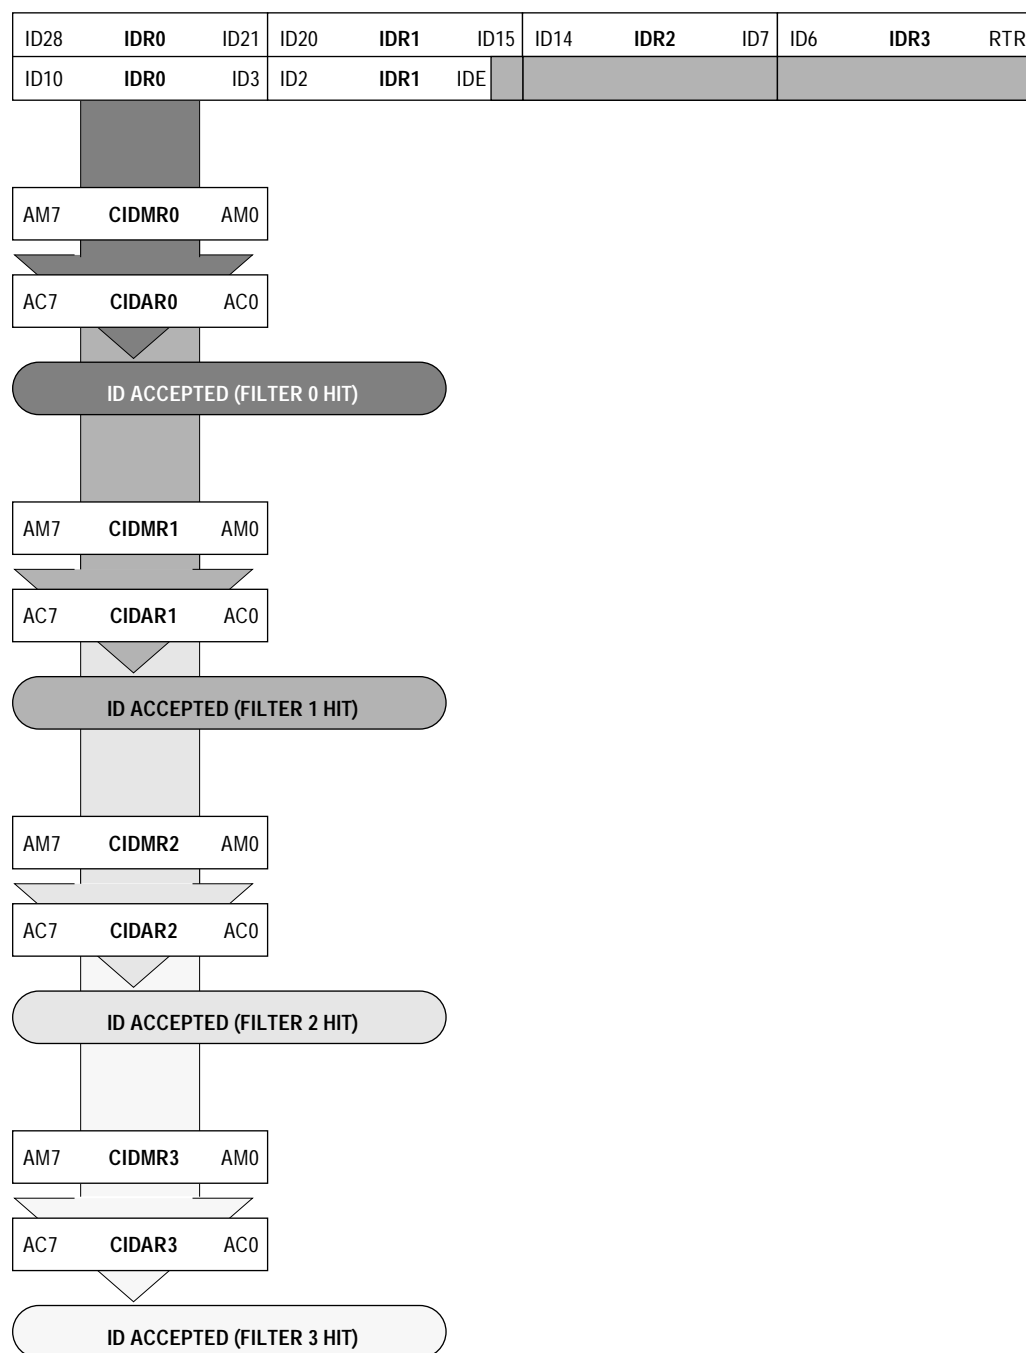 ID28 IDR0 ID21 ID20 IDR1 ID15 ID14 IDR2 ID7 ID6 IDR3 RTR
ID10 IDR0 ID3 ID2 IDR1 IDE
AM7 CIDMR0 AM0
AC7 CIDAR0 AC0
ID ACCEPTED (FILTER 0 HIT)
AM7 CIDMR1 AM0
AC7 CIDAR1 AC0
ID ACCEPTED (FILTER 1 HIT)
AM7 CIDMR2 AM0
AC7 CIDAR2 AC0
ID ACCEPTED (FILTER 2 HIT)
AM7 CIDMR3 AM0
AC7 CIDAR3 AC0
ID ACCEPTED (FILTER 3 HIT)